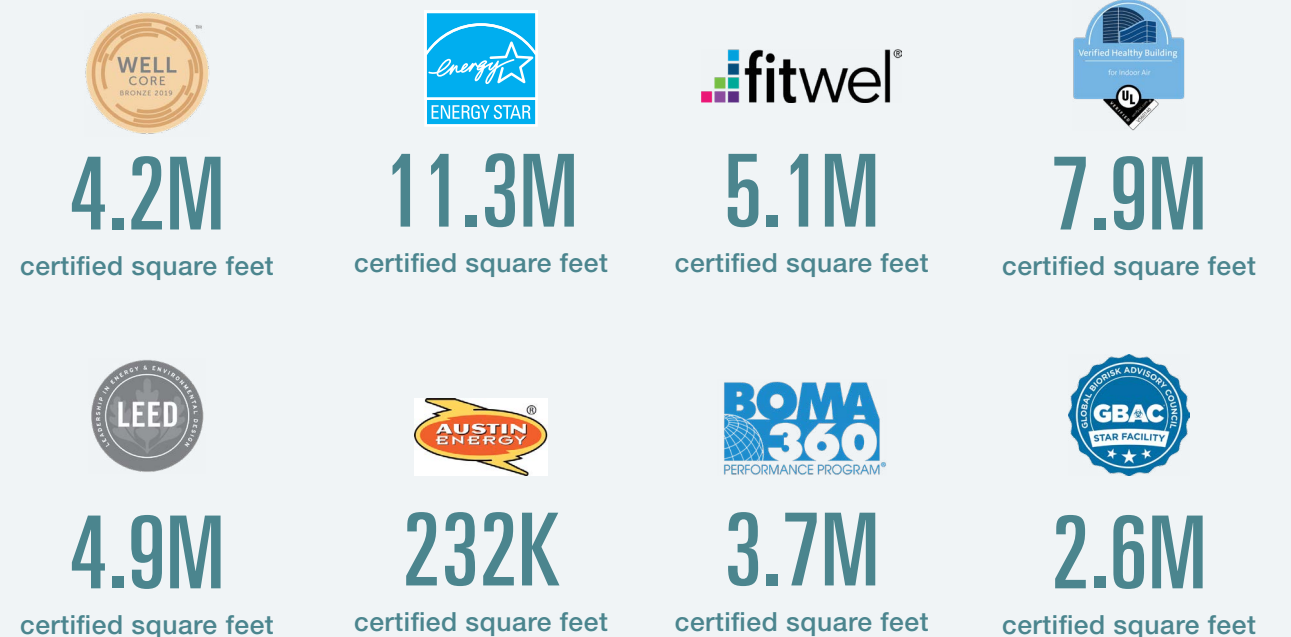 WELL
CORE
BRONZE 2019
™
energy
ENERGY STAR
fitwel®
Verified Healthy Building
for Indoor Air
UL
VERIFIED
4.2M
11.3M
5.1M
7.9M
certified square feet
certified square feet
certified square feet
certified square feet
LEADERSHIP IN ENERGY & ENVIRONMENTAL DESIGN
LEED
AUSTIN
ENERGY
®
BOMA
360
PERFORMANCE PROGRAM®
GLOBAL BIORISK ADVISORY COUNCIL
GBAC
STAR FACILITY
4.9M
232K
3.7M
2.6M
certified square feet
certified square feet
certified square feet
certified square feet